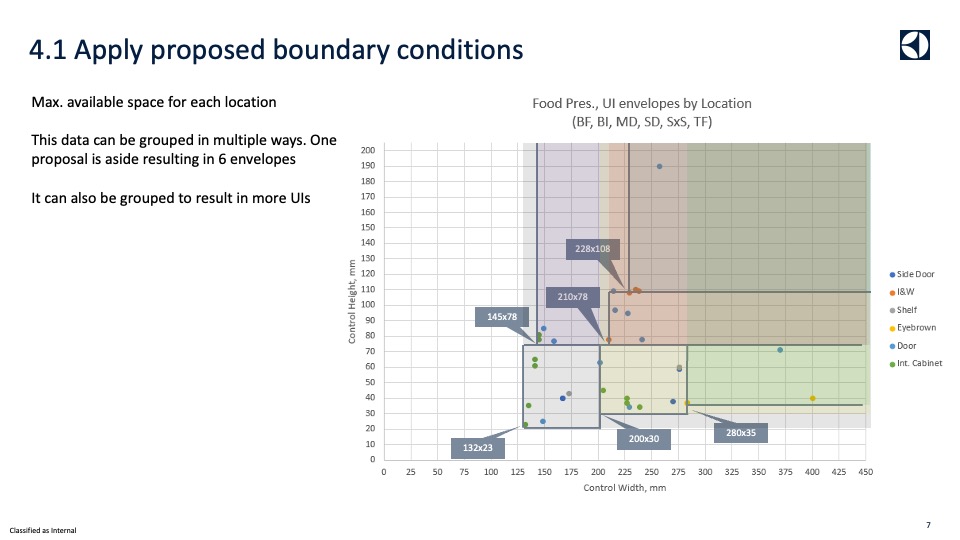 4.1 Apply proposed boundary conditions
Max. available space for each location
This data can be grouped in multiple ways. One
proposal is aside resulting in 6 envelopes
It can also be grouped to result in more UIs
Food Pres., UI envelopes by Location
(BF, BI, MD, SD, SxS, TF)
Control Height, mm
200
190
180
170
160
150
140
130
120
110
100
90
80
70
60
50
40
30
20
10
0
228x108
210x78
145x78
132x23
200x30
280x35
0 25 50 75 100 125 150 175 200 225 250 275 300 325 350 375 400 425 450
Control Width, mm
Side Door
I&W
Shelf
Eyebrown
Door
Int. Cabinet
Classified as Internal
7